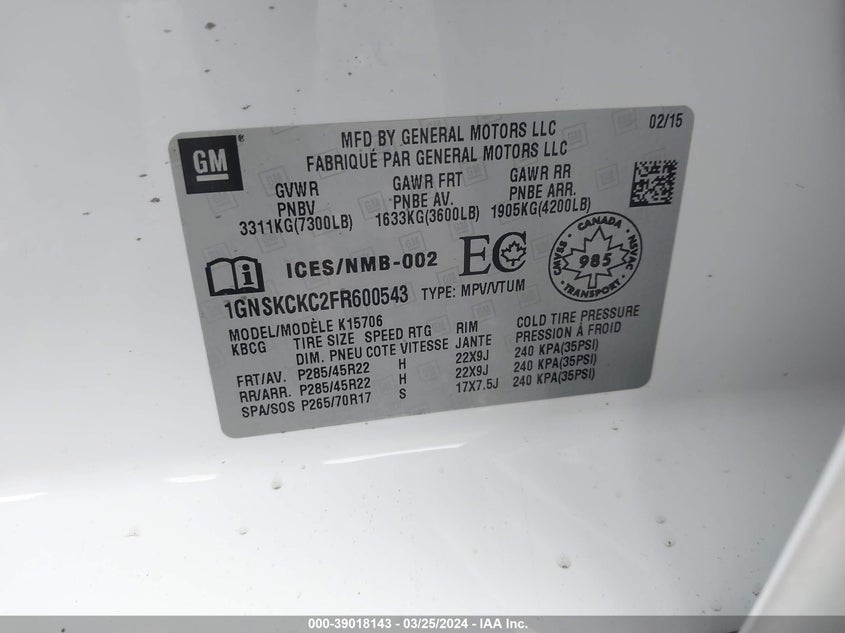 GM
MFD BY GENERAL MOTORS LLC
02/15
FABRIQUÉ PAR GENERAL MOTORS LLC
GVWR GAWR FRT GAWR RR
PNBV PNBE AV. PNBE ARR.
3311KG(7300LB) 1633KG(3600LB) 1905KG(4200LB)
ICES/NMB-002 EC
CANADA
985
TRANSPORT
1GNSKCKC2FR600543 TYPE: MPV/VTUM
MODEL/MODÈLE K15706
KBCG TIRE SIZE SPEED RTG RIM COLD TIRE PRESSURE
DIM. PNEU COTE VITESSE JANTE PRESSION À FROID
FRT/AV. P285/45R22 H 22X9J 240 KPA(35PSI)
RR/ARR. P285/45R22 H 22X9J 240 KPA(35PSI)
SPA/SOS P265/70R17 S 17X7.5J 240 KPA(35PSI)
000-39018143 - 03/25/2024 - IAA Inc.